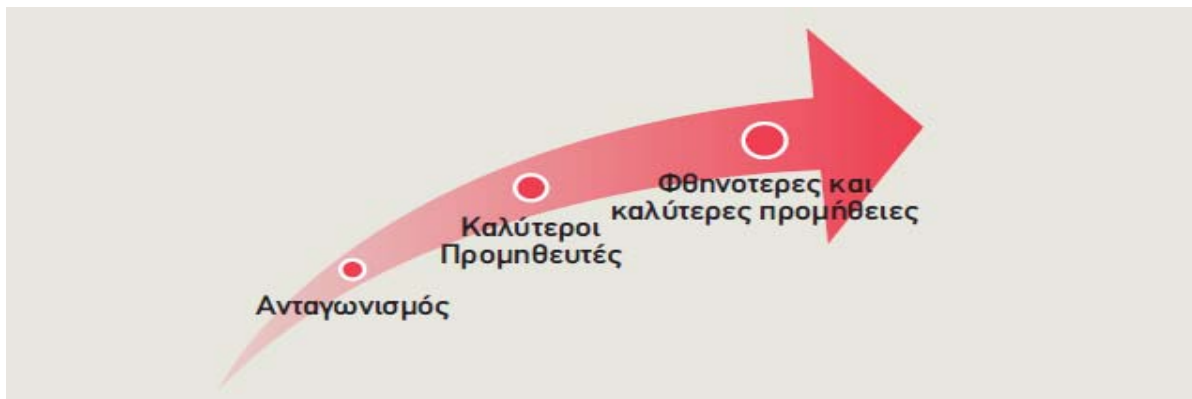 Φθηνοτερες και
καλύτερες προμήθειες
Καλύτεροι
Προμηθευτές
Ανταγωνισμός